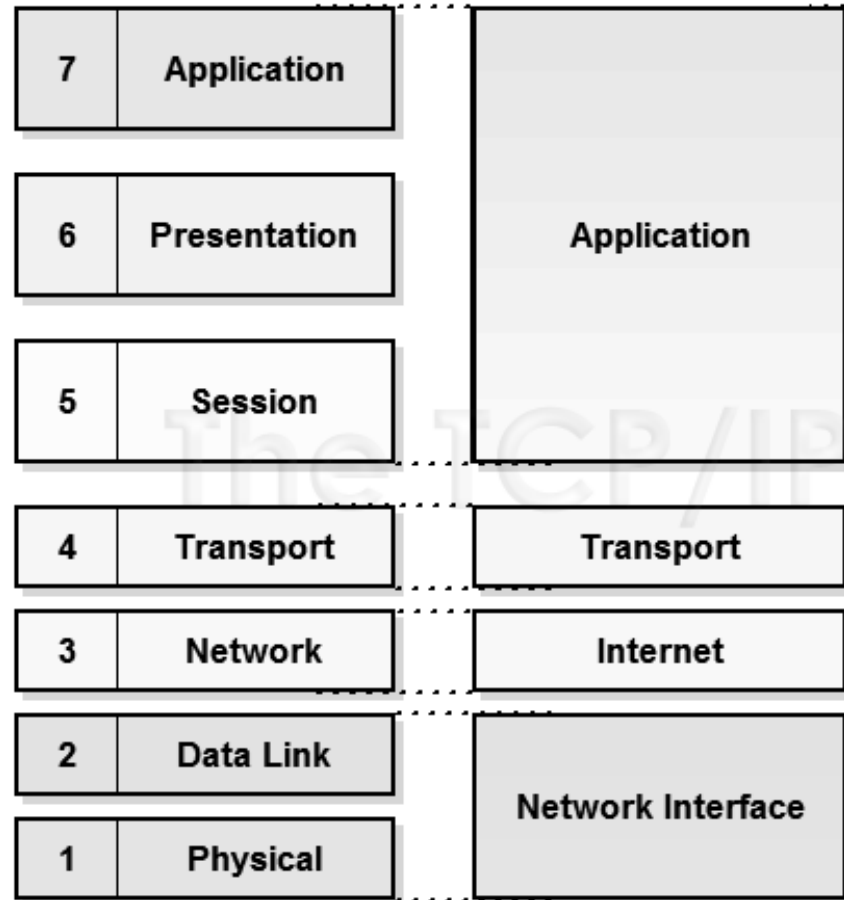 7 Application
6 Presentation
Application
5 Session
The TCP/IP
4 Transport
Transport
3 Network
Internet
2 Data Link
Network Interface
1 Physical